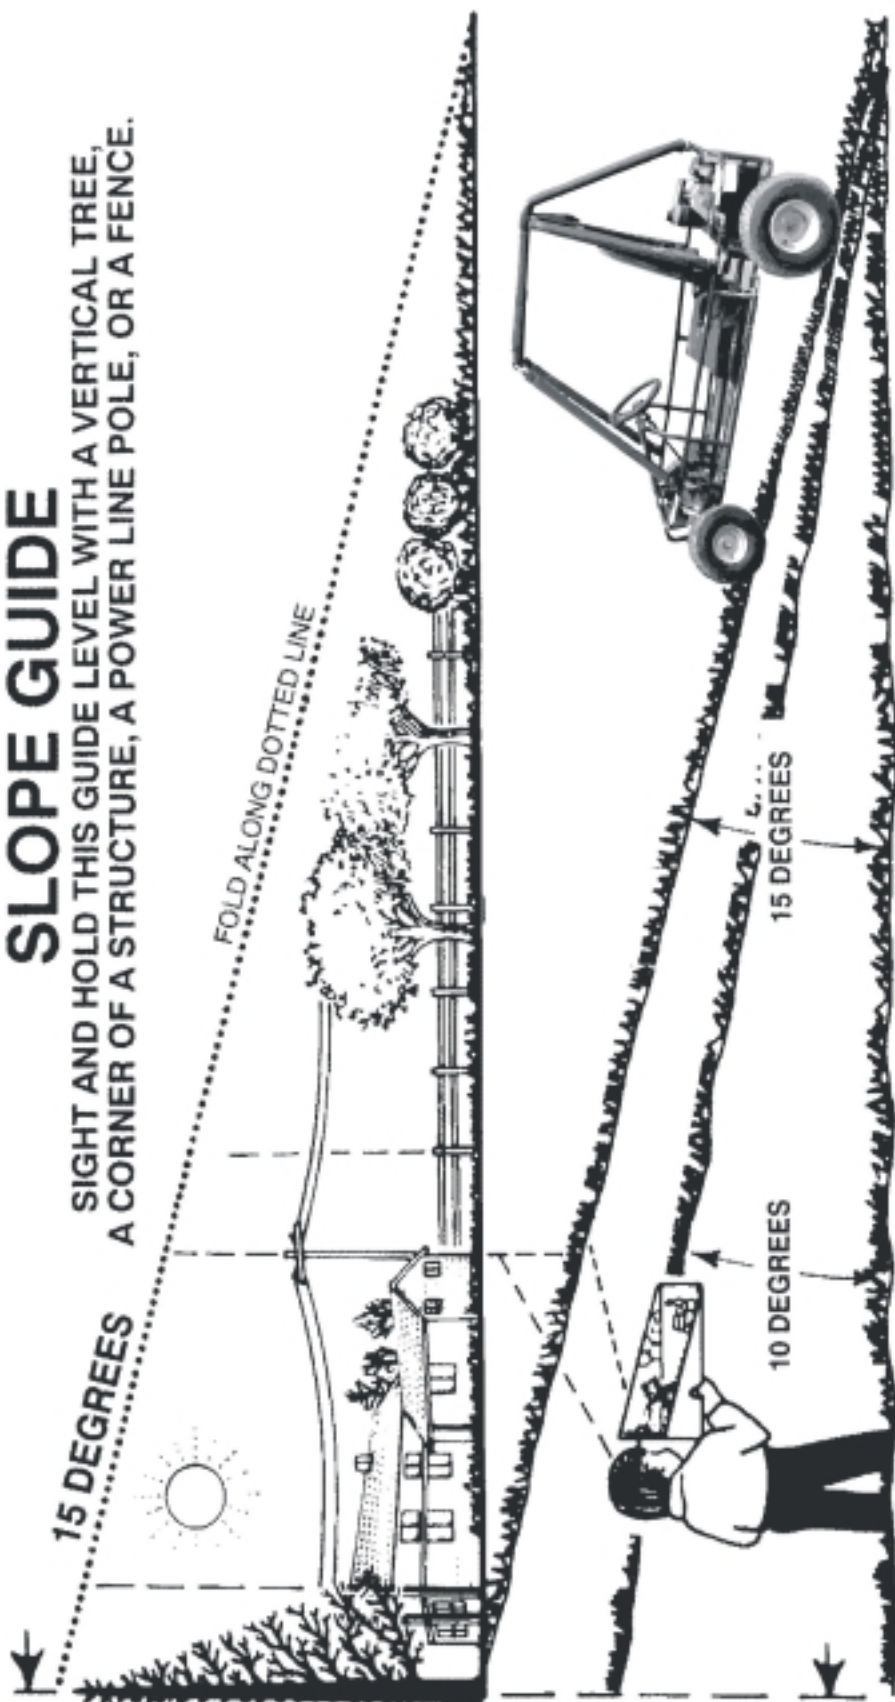 SLOPE GUIDE
SIGHT AND HOLD THIS GUIDE LEVEL WITH A VERTICAL TREE,
A CORNER OF A STRUCTURE, A POWER LINE POLE, OR A FENCE.
15 DEGREES
FOLD ALONG DOTTED LINE
15 DEGREES
10 DEGREES